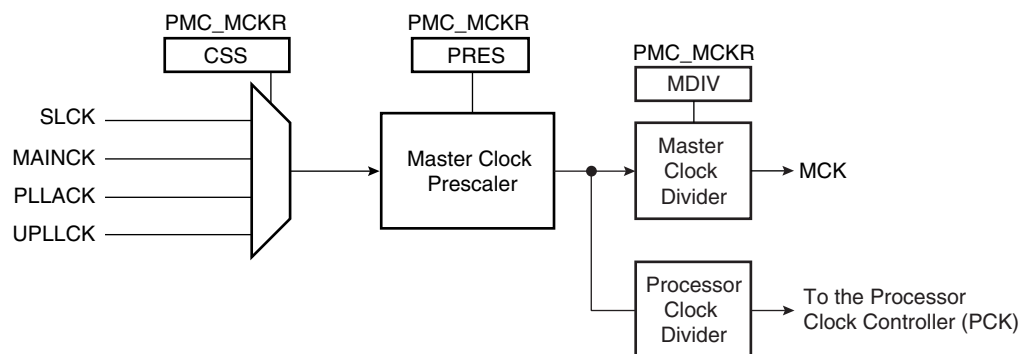 PMC_MCKR
CSS
PMC_MCKR
PRES
PMC_MCKR
MDIV
SLCK
MAINCK
PLLACK
UPLLCK
Master Clock
Prescaler
Master
Clock
Divider
MCK
Processor
Clock
Divider
To the Processor
Clock Controller (PCK)